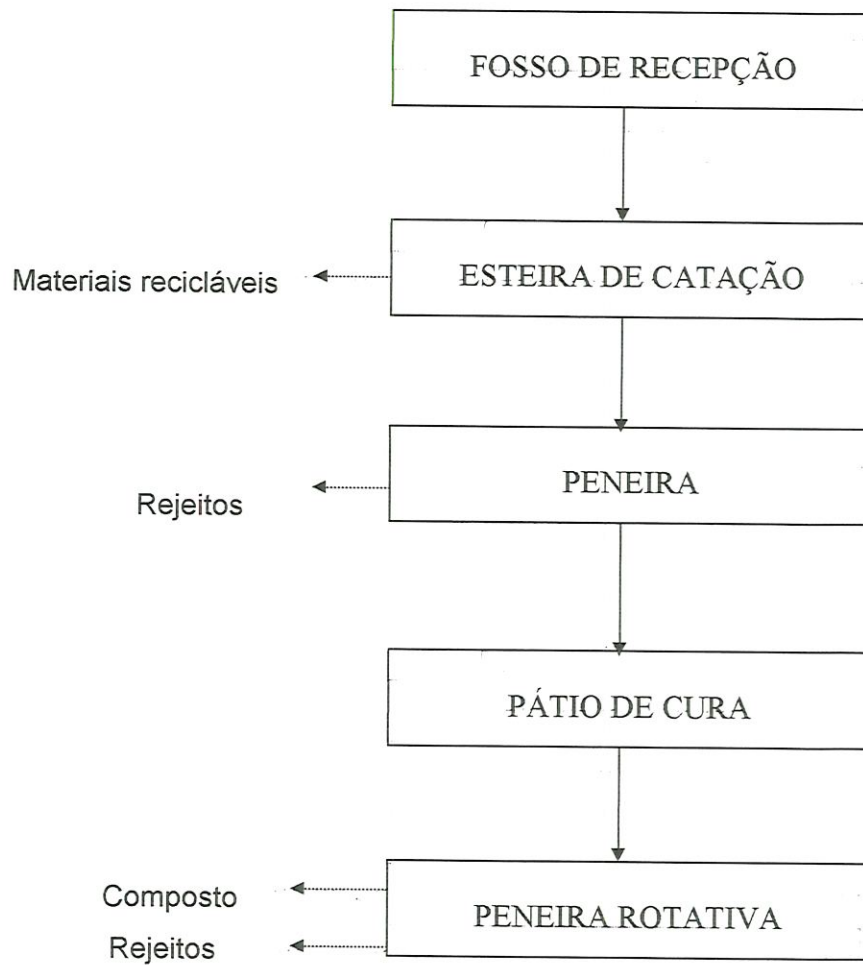 FOSSO DE RECEPÇÃO
Materiais recicláveis
ESTEIRA DE CATAÇÃO
Rejeitos
PENEIRA
PÁTIO DE CURA
Composto
PENEIRA ROTATIVA
Rejeitos